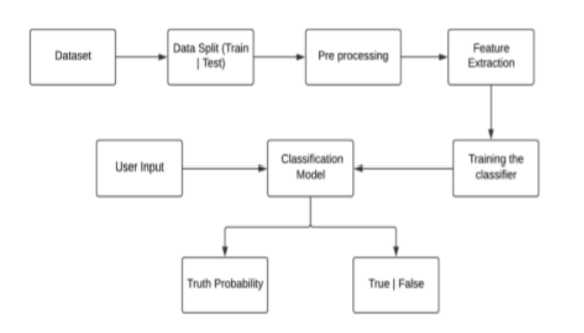 Dataset
Data Split (Train
| Test)
Pre processing
Feature
Extraction
User Input
Classification
Model
Training the
classifier
Truth Probability
True | False